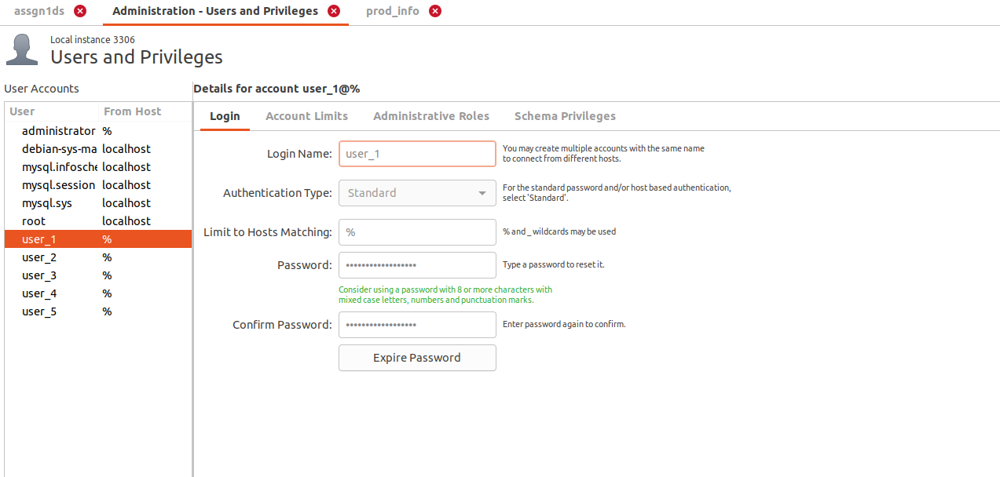 assgn1ds
Administration - Users and Privileges
prod_info
Local instance 3306
Users and Privileges
User Accounts
Details for account user_1@%
User From Host
administrator %
debian-sys-ma localhost
mysql.infosche localhost
mysql.session localhost
mysql.sys localhost
root localhost
user_1 %
user_2 %
user_3 %
user_4 %
user_5 %
Login
Account Limits
Administrative Roles
Schema Privileges
Login Name: user_1
You may create multiple accounts with the same name
to connect from different hosts.
Authentication Type: Standard
For the standard password and/or host based authentication,
select 'Standard'.
Limit to Hosts Matching: %
% and _ wildcards may be used
Password: ••••••••••••••••••
Type a password to reset it.
Consider using a password with 8 or more characters with
mixed case letters, numbers and punctuation marks.
Confirm Password: ••••••••••••••••••
Enter password again to confirm.
Expire Password